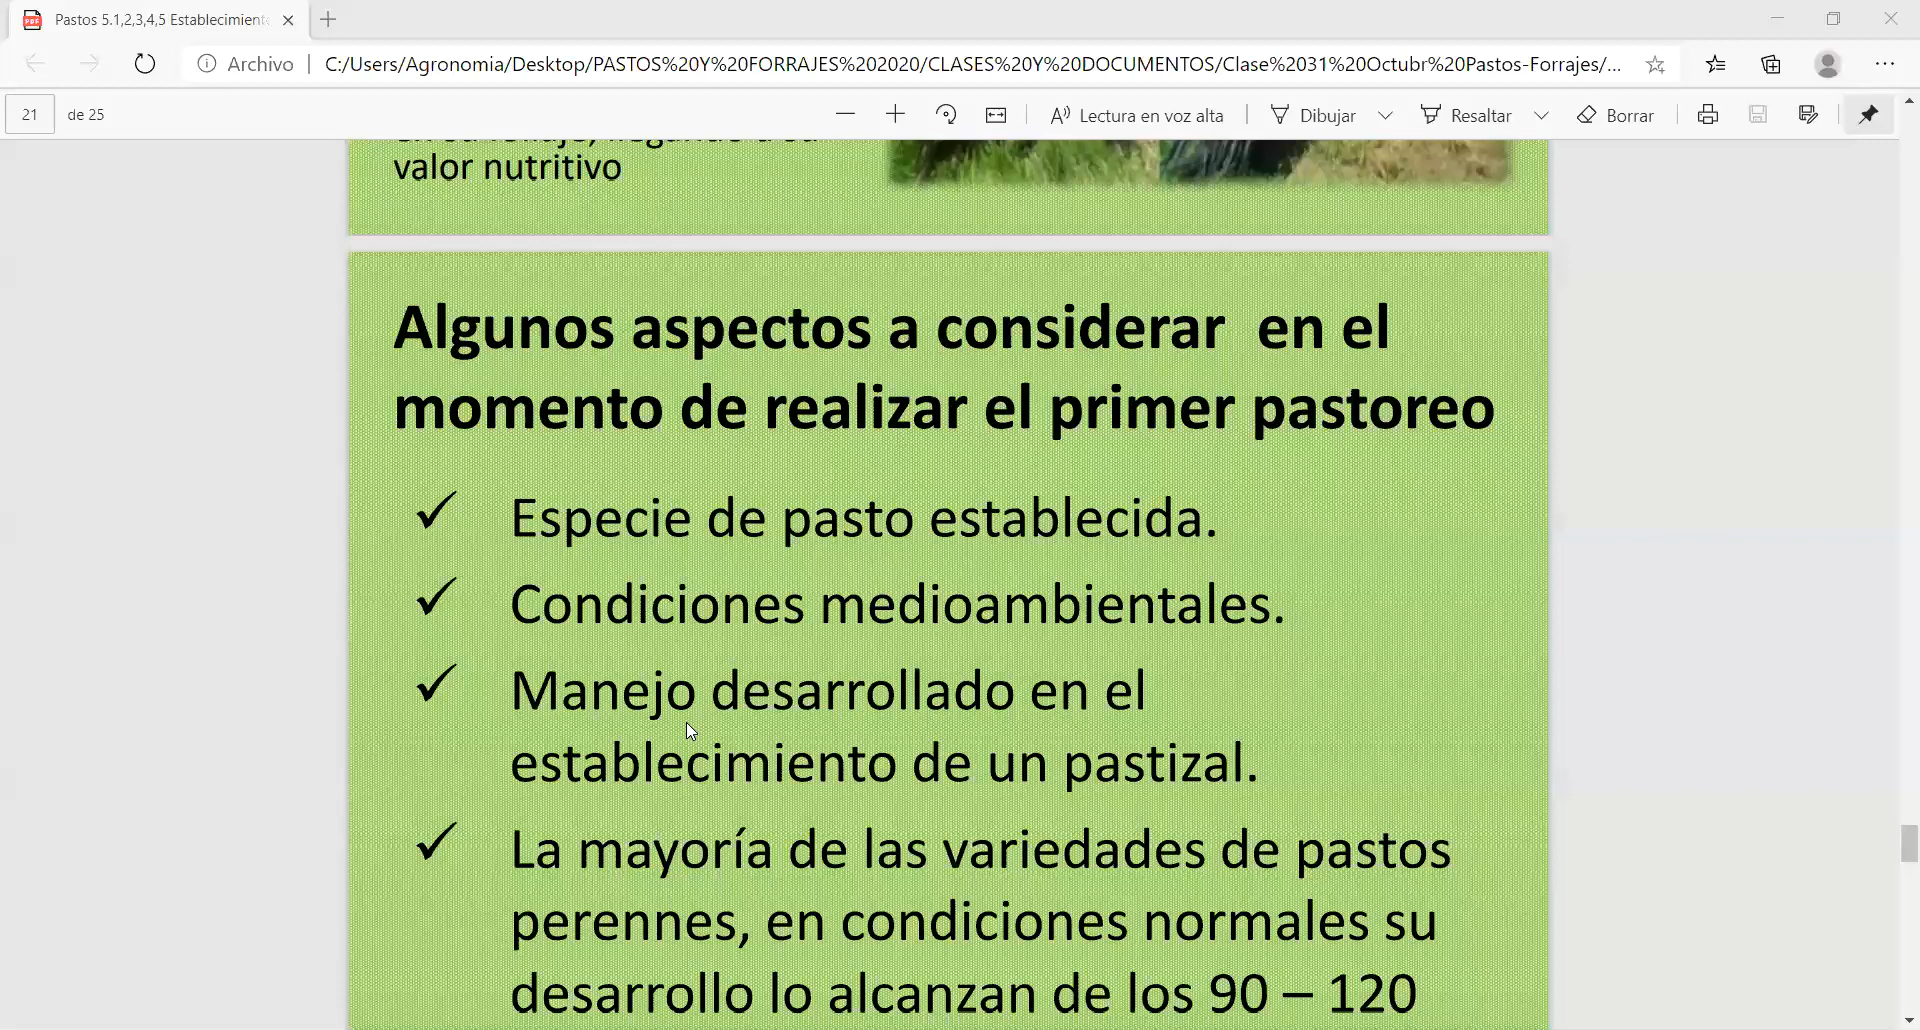 Pastos 5.1,2,3,4,5 Establecimient
Archivo
C:/Users/Agronomia/Desktop/PASTOS%20Y%20FORRAJES%202020/CLASES%20Y%20DOCUMENTOS/Clase%2031%20Octubr%20Pastos-Forrajes/...
21 de 25
Lectura en voz alta
Dibujar
Resaltar
Borrar
valor nutritivo
Algunos aspectos a considerar en el
momento de realizar el primer pastoreo
✓ Especie de pasto establecida.
✓ Condiciones medioambientales.
✓ Manejo desarrollado en el
establecimiento de un pastizal.
✓ La mayoría de las variedades de pastos
perennes, en condiciones normales su
desarrollo lo alcanzan de los 90 – 120